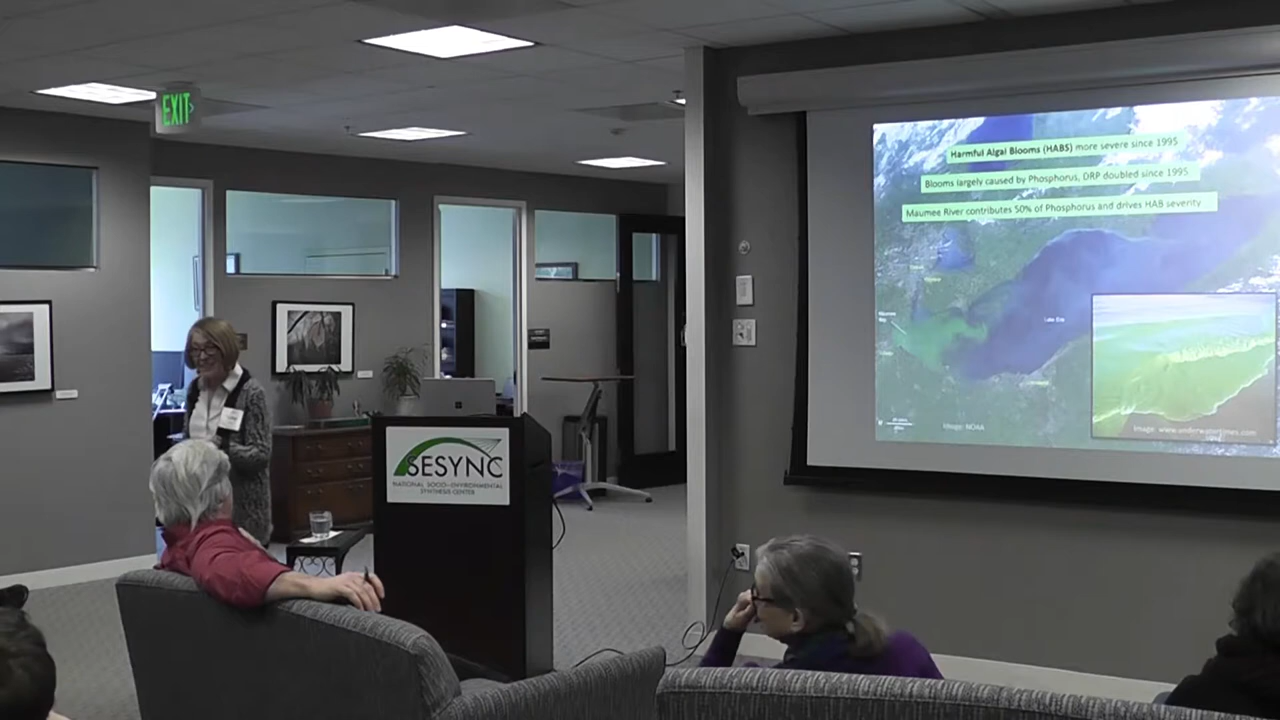 EXIT
Harmful Algal Blooms (HABS) more severe since 1995
Blooms largely caused by Phosphorus, DRP doubled since 1995
Maumee River contributes 50% of Phosphorus and drives HAB severity
Lake Erie
Image: NOAA
Image: www.underwatertimes.com
SESYNC
NATIONAL SOCIO-ENVIRONMENTAL
SYNTHESIS CENTER